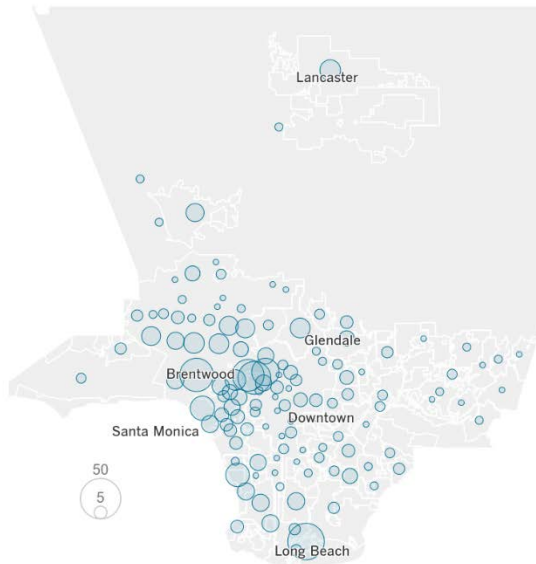 Lancaster
Glendale
Brentwood
Downtown
Santa Monica
50
5
Long Beach